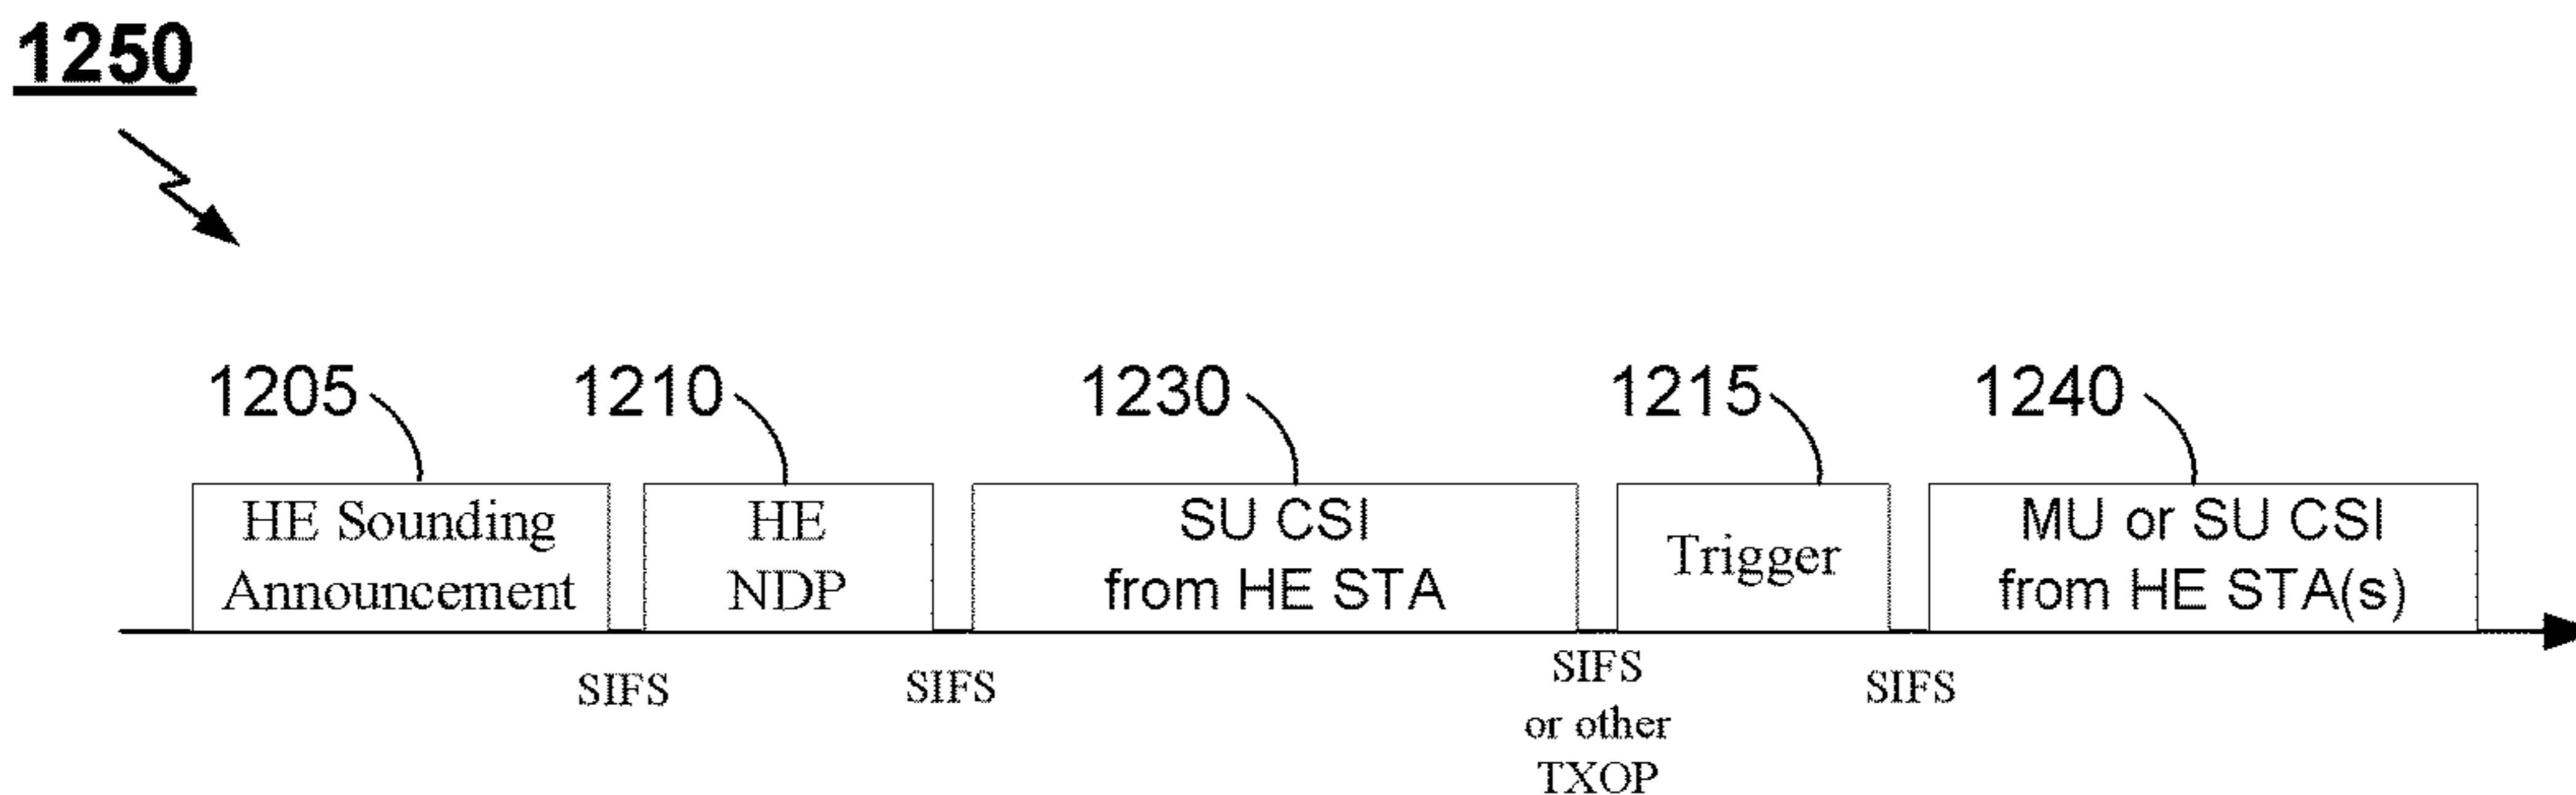 1250
1205
1210
1230
1215
1240
HE Sounding
Announcement
HE
NDP
SU CSI
from HE STA
Trigger
MU or SU CSI
from HE STA(s)
SIFS
SIFS
SIFS
or other
TXOP
SIFS